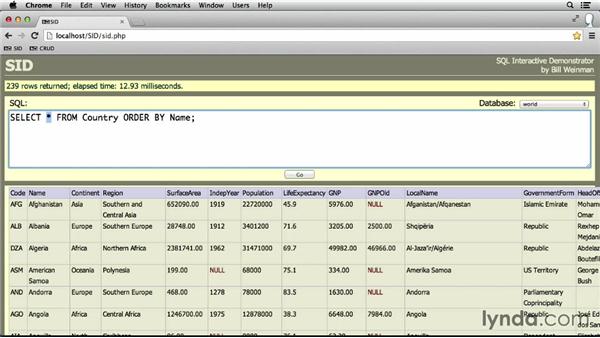 Chrome File Edit View History Bookmarks Window Help
SID
localhost/SID/sid.php
SID CRUD
SID
SQL Interactive Demonstrator
by Bill Weinman
239 rows returned; elapsed time: 12.93 milliseconds.
SQL:
Database: world
SELECT * FROM Country ORDER BY Name;
Go
Code Name Continent Region SurfaceArea IndepYear Population LifeExpectancy GNP GNPOld LocalName GovernmentForm HeadOfS
AFG Afghanistan Asia Southern and Central Asia 652090.00 1919 22720000 45.9 5976.00 NULL Afganistan/Afqanestan Islamic Emirate Moham Omar
ALB Albania Europe Southern Europe 28748.00 1912 3401200 71.6 3205.00 2500.00 Shqipëria Republic Rexhep Mejdani
DZA Algeria Africa Northern Africa 2381741.00 1962 31471000 69.7 49982.00 46966.00 Al-Jaza'ir/Algérie Republic Abdelaz Boutefli
ASM American Samoa Oceania Polynesia 199.00 NULL 68000 75.1 334.00 NULL Amerika Samoa US Territory George Bush
AND Andorra Europe Southern Europe 468.00 1278 78000 83.5 1630.00 NULL Andorra Parliamentary Coprincipality
AGO Angola Africa Central Africa 1246700.00 1975 12878000 38.3 6648.00 7984.00 Angola Republic José Ed dos Sant
lynda.com